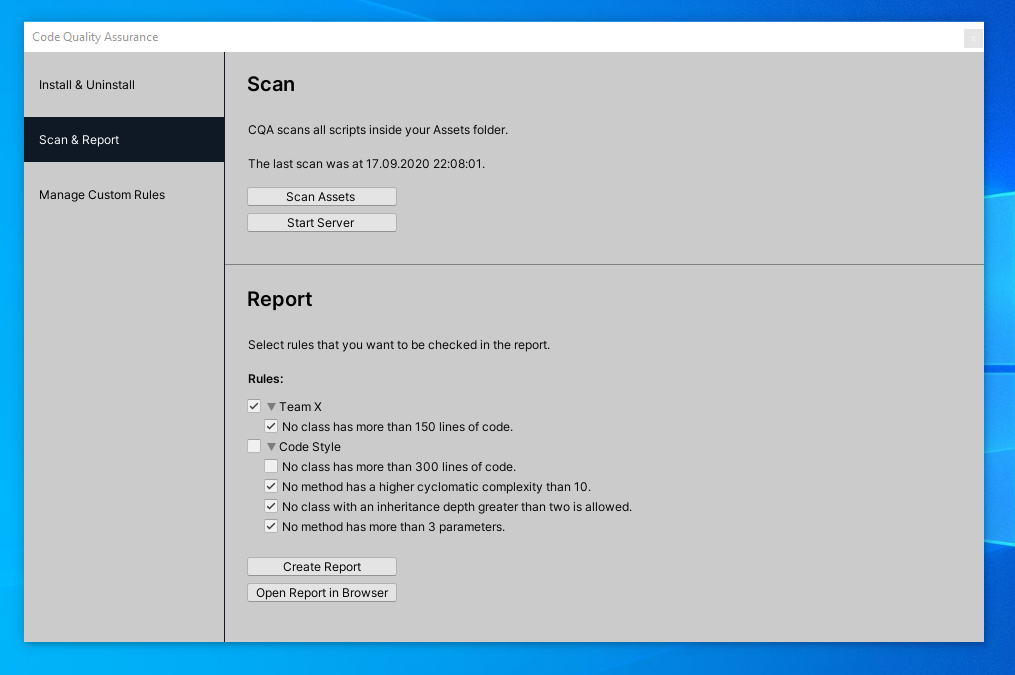 Code Quality Assurance
x
Install & Uninstall
Scan & Report
Manage Custom Rules
Scan
CQA scans all scripts inside your Assets folder.
The last scan was at 17.09.2020 22:08:01.
Scan Assets
Start Server
Report
Select rules that you want to be checked in the report.
Rules:
Team X
No class has more than 150 lines of code.
Code Style
No class has more than 300 lines of code.
No method has a higher cyclomatic complexity than 10.
No class with an inheritance depth greater than two is allowed.
No method has more than 3 parameters.
Create Report
Open Report in Browser